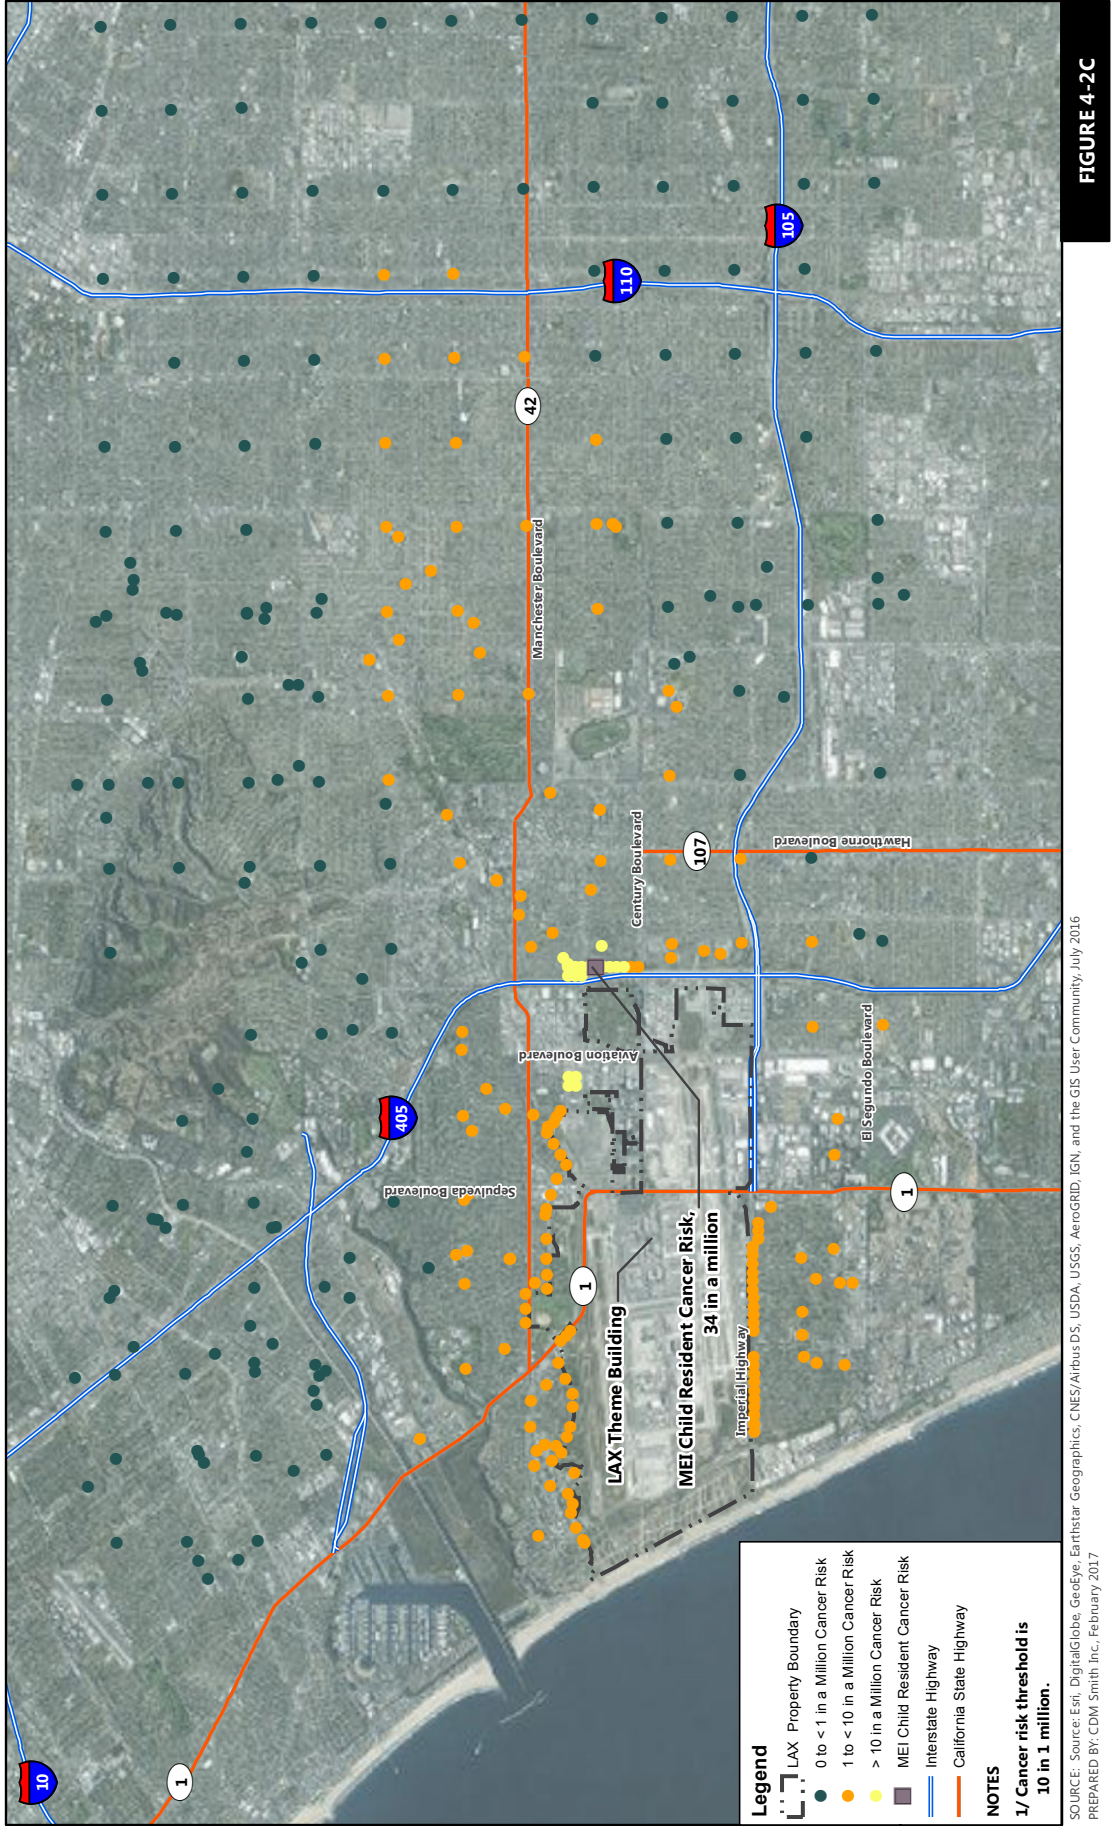 FIGURE 4-2C
10
1
405
42
110
105
107
1
1
Manchester Boulevard
Century Boulevard
Hawthorne Boulevard
Aviation Boulevard
Sepulveda Boulevard
El Segundo Boulevard
Imperial Highway
LAX Theme Building
MEI Child Resident Cancer Risk,
34 in a million
Legend
LAX Property Boundary
0 to < 1 in a Million Cancer Risk
1 to < 10 in a Million Cancer Risk
> 10 in a Million Cancer Risk
MEI Child Resident Cancer Risk
Interstate Highway
California State Highway
NOTES
1/ Cancer risk threshold is
10 in 1 million.
SOURCE: Source: Esri, DigitalGlobe, GeoEye, Earthstar Geographics, CNES/Airbus DS, USDA, USGS, AeroGRID, IGN, and the GIS User Community, July 2016
PREPARED BY: CDM Smith Inc., February 2017